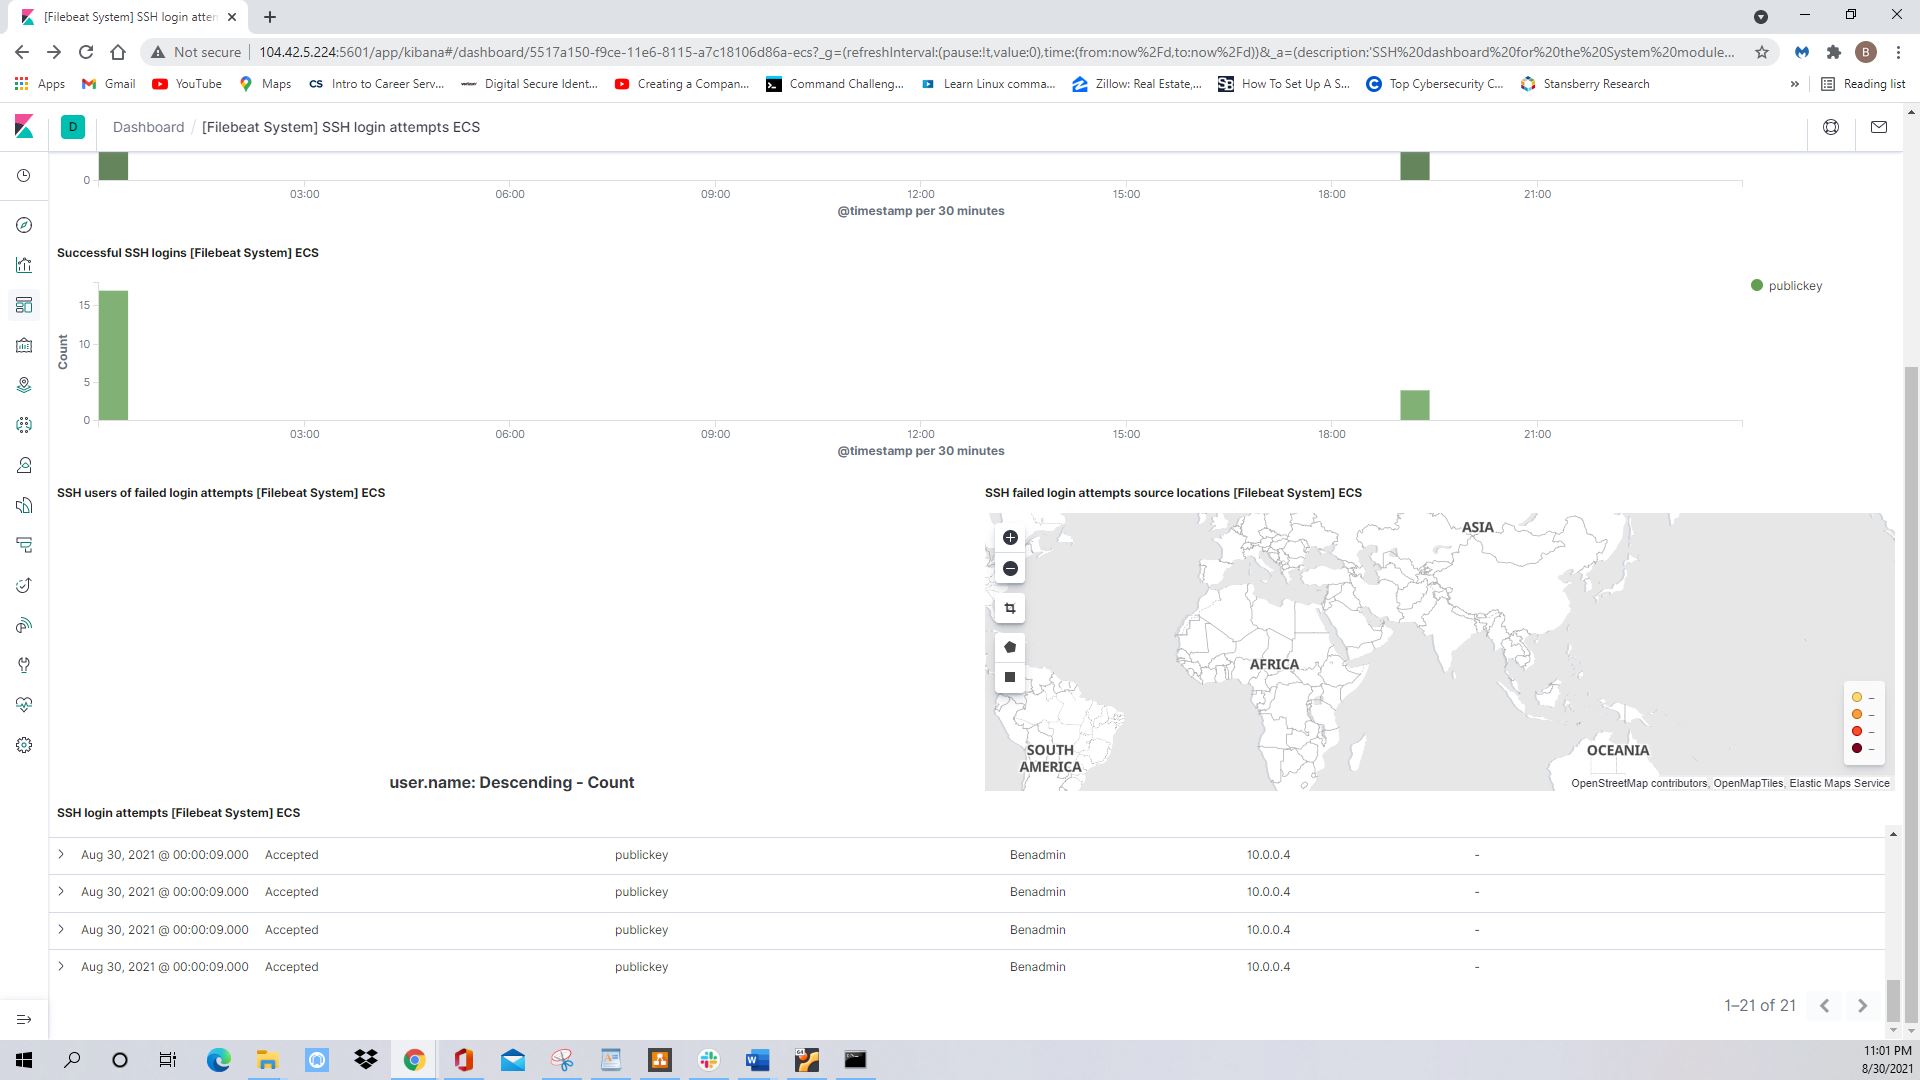 [Filebeat System] SSH login atten
Not secure
104.42.5.224:5601/app/kibana#/dashboard/5517a150-f9ce-11e6-8115-a7c18106d86a-ecs?_g=(refreshInterval:(pause:!t,value:0),time:(from:now%2Fd,to:now%2Fd))&_a=(description:'SSH%20dashboard%20for%20the%20System%20module...
B
Apps
Gmail
YouTube
Maps
CS Intro to Career Serv...
Digital Secure Ident...
Creating a Compan...
Command Challeng...
Learn Linux comma...
Zillow: Real Estate,...
SB How To Set Up A S...
Top Cybersecurity C...
Stansberry Research
»
Reading list
D
Dashboard / [Filebeat System] SSH login attempts ECS
0
03:00 06:00 09:00 12:00 15:00 18:00 21:00
@timestamp per 30 minutes
Successful SSH logins [Filebeat System] ECS
publickey
15
10
5
0
Count
03:00 06:00 09:00 12:00 15:00 18:00 21:00
@timestamp per 30 minutes
SSH users of failed login attempts [Filebeat System] ECS
user.name: Descending - Count
SSH failed login attempts source locations [Filebeat System] ECS
ASIA
AFRICA
SOUTH
AMERICA
OCEANIA
–
–
–
–
OpenStreetMap contributors, OpenMapTiles, Elastic Maps Service
SSH login attempts [Filebeat System] ECS
Aug 30, 2021 @ 00:00:09.000 Accepted publickey Benadmin 10.0.0.4 -
Aug 30, 2021 @ 00:00:09.000 Accepted publickey Benadmin 10.0.0.4 -
Aug 30, 2021 @ 00:00:09.000 Accepted publickey Benadmin 10.0.0.4 -
Aug 30, 2021 @ 00:00:09.000 Accepted publickey Benadmin 10.0.0.4 -
1–21 of 21
11:01 PM
8/30/2021